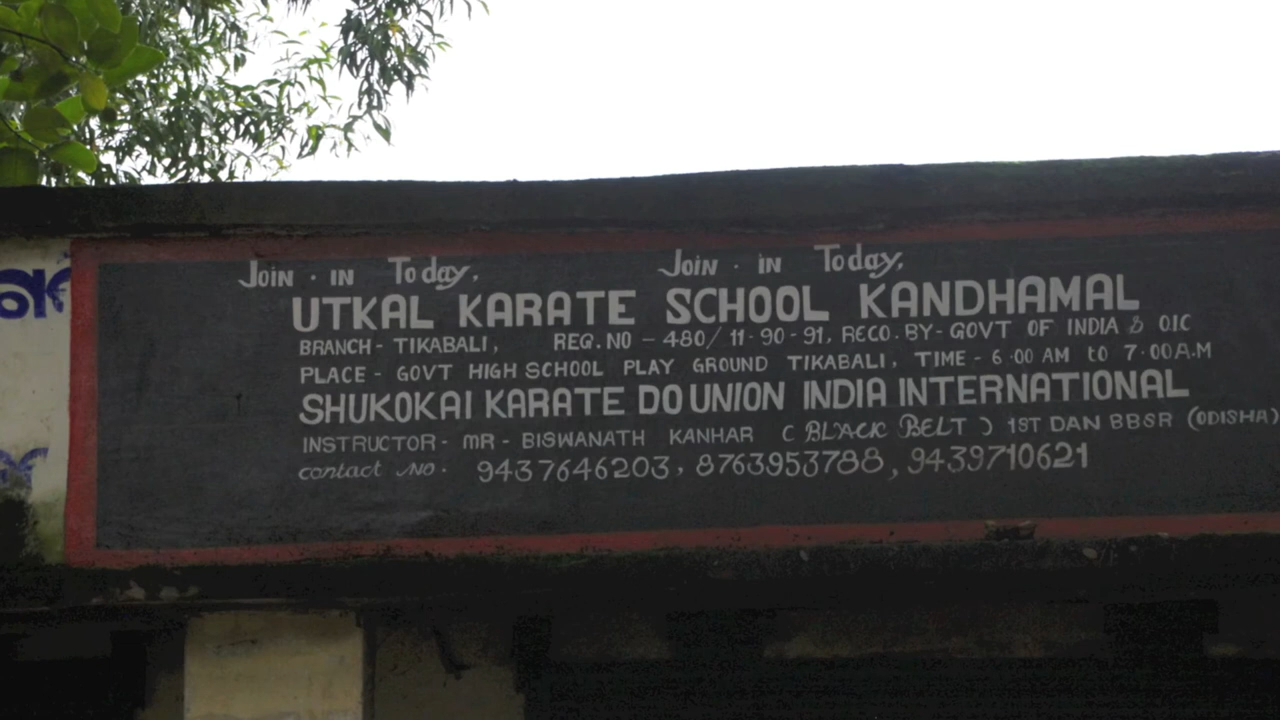 Join · in Today, Join · in Today,
UTKAL KARATE SCHOOL KANDHAMAL
BRANCH - TIKABALI, REG. NO - 480/ 11-90-91, RECO. BY- GOVT OF INDIA & OIC
PLACE - GOVT HIGH SCHOOL PLAY GROUND TIKABALI, TIME - 6·00 AM to 7·00A.M
SHUKOKAI KARATE DO UNION INDIA INTERNATIONAL
INSTRUCTOR - MR - BISWANATH KANHAR ( BLACK BELT ) 1ST DAN BBSR (ODISHA)
contact No. 9437646203, 8763953788, 9439710621